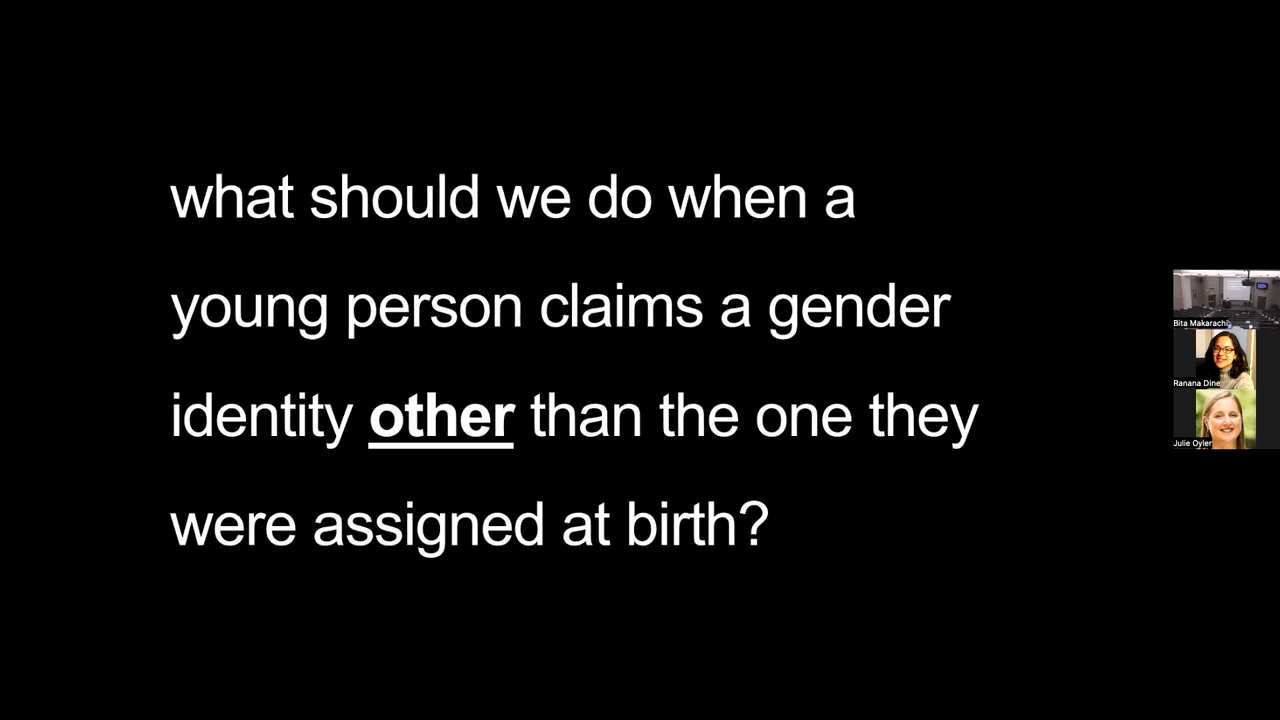 what should we do when a
young person claims a gender
identity other than the one they
were assigned at birth?
Bita Makarachi
Ranana Dine
Julie Oyler